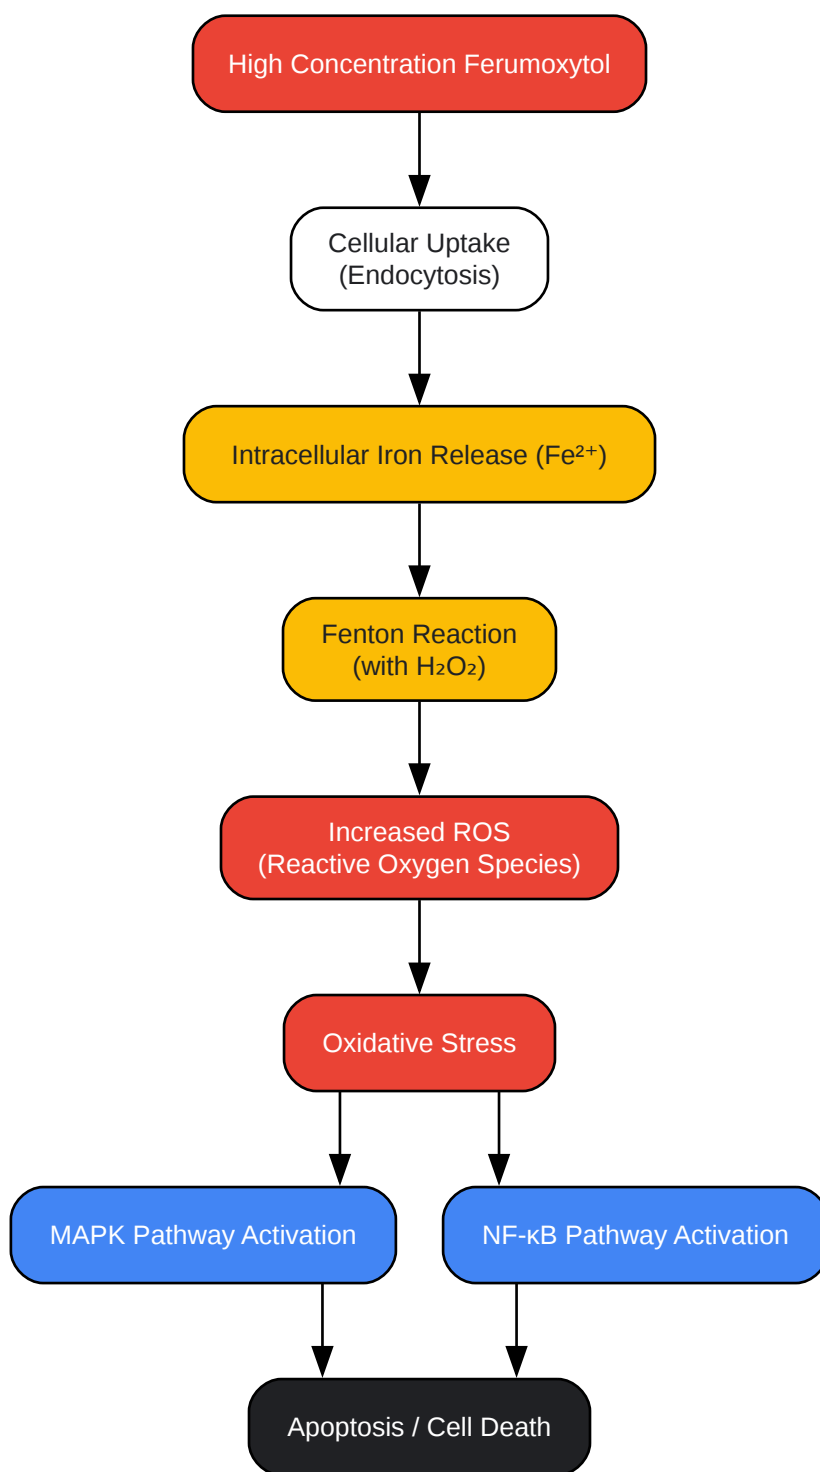 High Concentration Ferumoxytol
Cellular Uptake
(Endocytosis)
Intracellular Iron Release (Fe²⁺)
Fenton Reaction
(with H₂O₂)
Increased ROS
(Reactive Oxygen Species)
Oxidative Stress
MAPK Pathway Activation
NF-κB Pathway Activation
Apoptosis / Cell Death